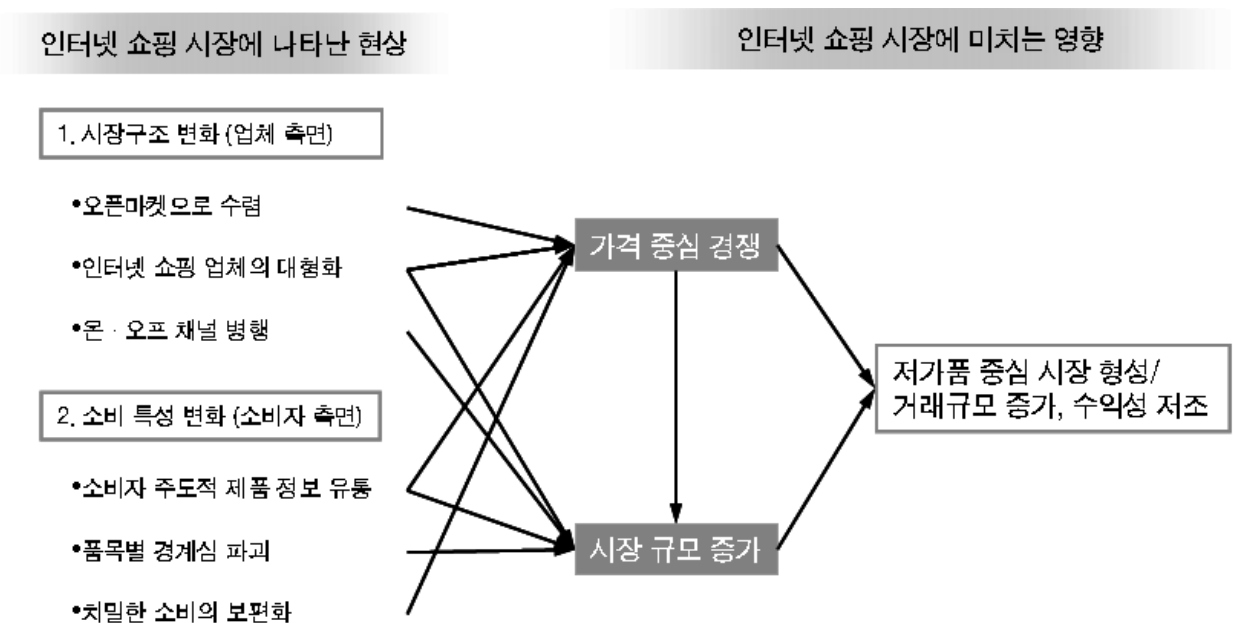 인터넷 쇼핑 시장에 나타난 현상
인터넷 쇼핑 시장에 미치는 영향
1. 시장구조 변화 (업체 측면)
•오픈마켓으로 수렴
•인터넷 쇼핑 업체의 대형화
•온 · 오프 채널 병행
2. 소비 특성 변화 (소비자 측면)
•소비자 주도적 제품 정보 유통
•품목별 경계심 파괴
•치밀한 소비의 보편화
가격 중심 경쟁
시장 규모 증가
저가품 중심 시장 형성/
거래규모 증가, 수익성 저조